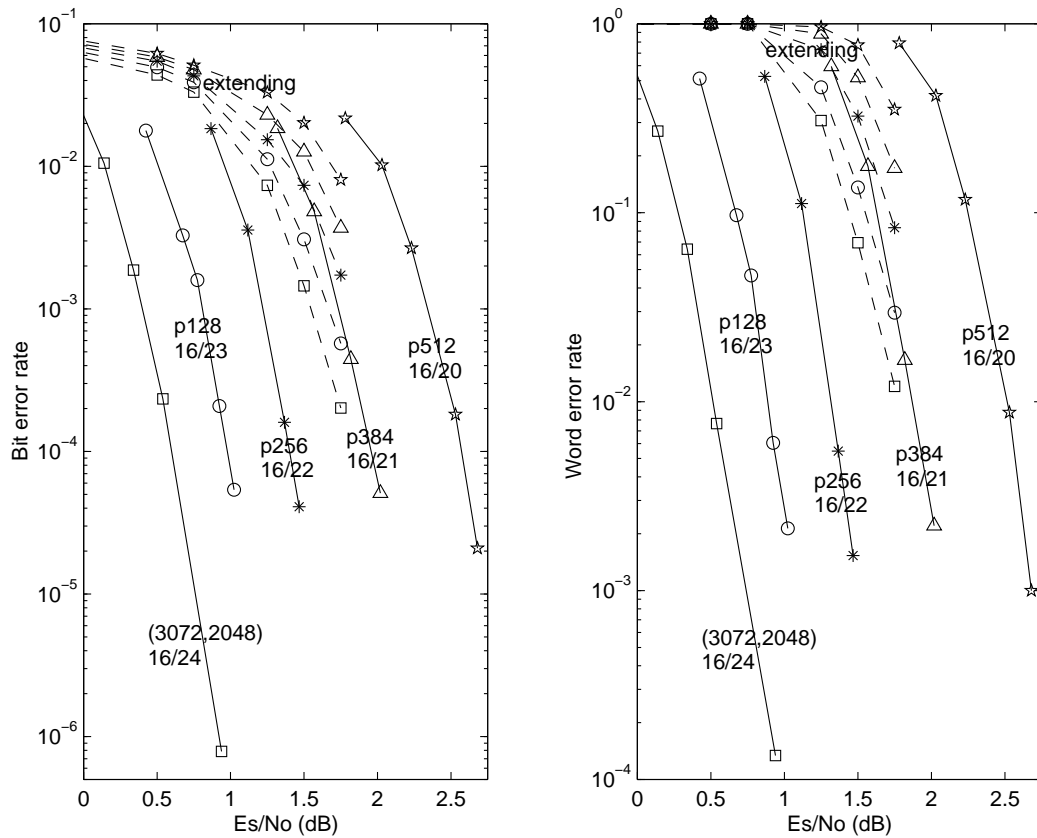 10−1
10−2
10−3
10−4
10−5
10−6
Bit error rate
extending
p128
16/23
p256
16/22
p384
16/21
p512
16/20
(3072,2048)
16/24
0
0.5
1
1.5
2
2.5
Es/No (dB)
100
10−1
10−2
10−3
10−4
Word error rate
extending
p128
16/23
p256
16/22
p384
16/21
p512
16/20
(3072,2048)
16/24
0
0.5
1
1.5
2
2.5
Es/No (dB)